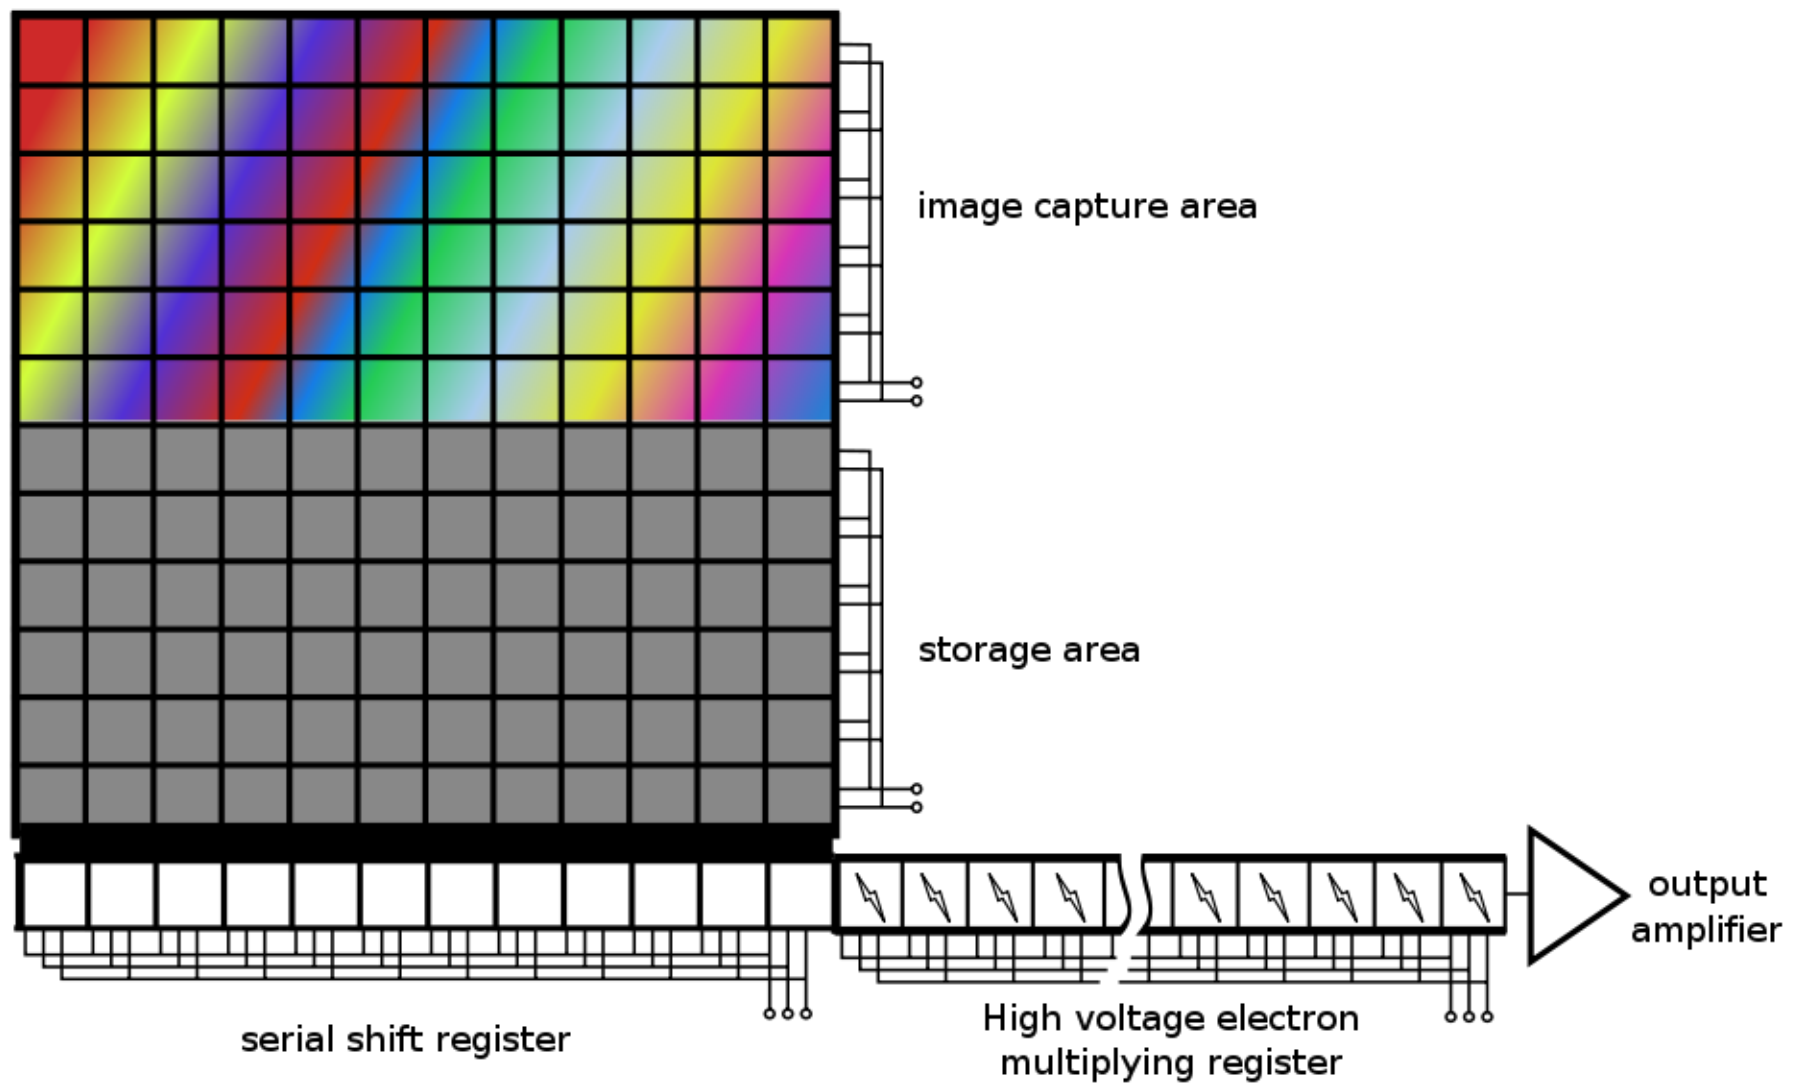 image capture area
storage area
output
amplifier
High voltage electron
multiplying register
serial shift register